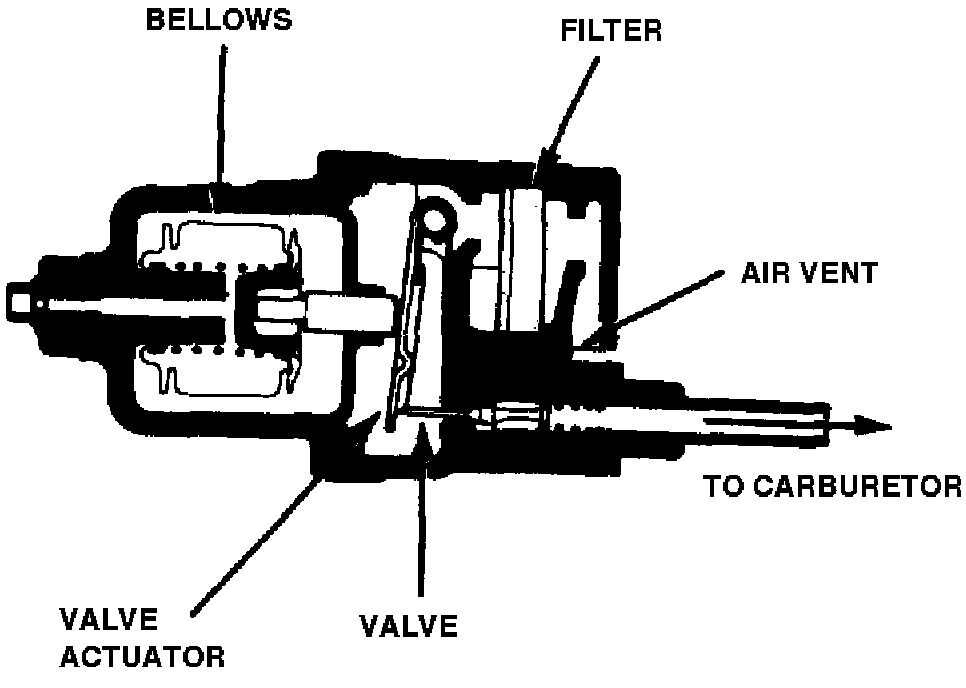 BELLOWS
FILTER
AIR VENT
TO CARBURETOR
VALVE
ACTUATOR
VALVE